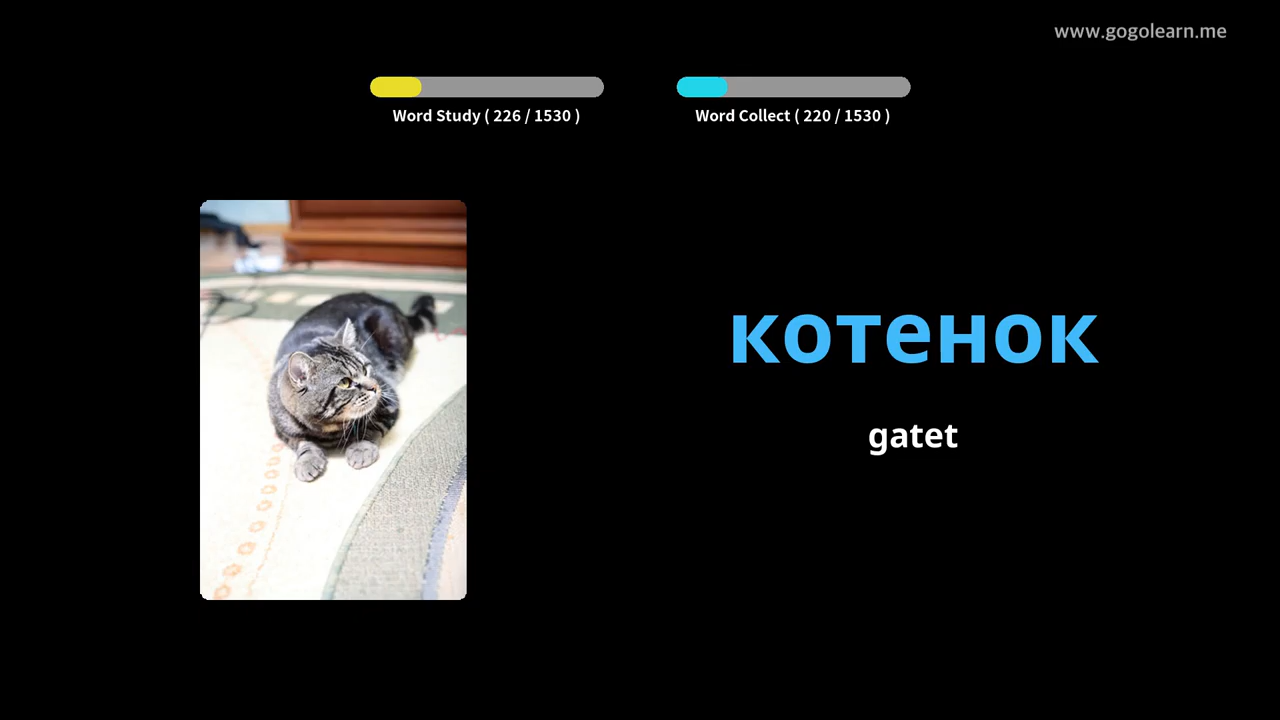 www.gogolearn.me
Word Study ( 226 / 1530 )
Word Collect ( 220 / 1530 )
котенок
gatet